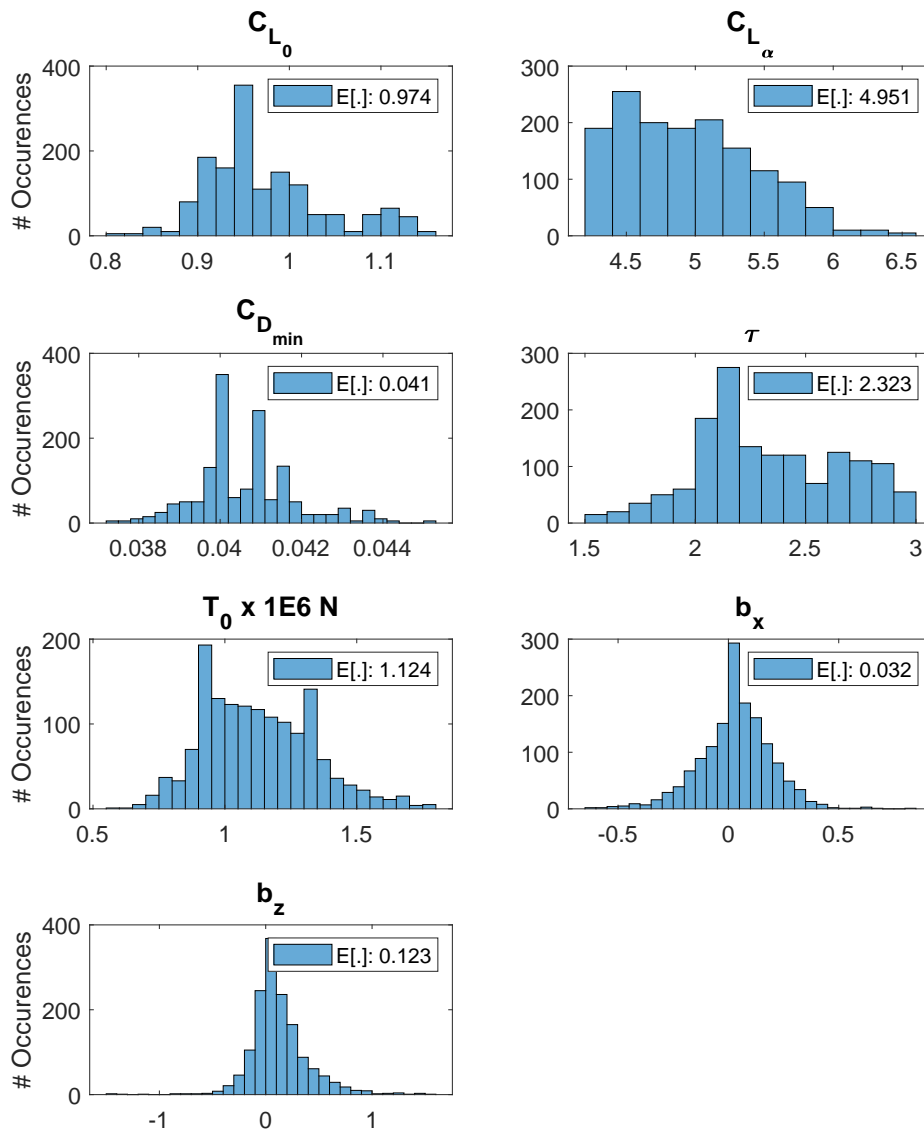 C_L_0
# Occurences
400
200
0
0.8 0.9 1 1.1
E[.]: 0.974
C_L_α
300
200
100
0
4.5 5 5.5 6 6.5
E[.]: 4.951
C_D_min
# Occurences
400
200
0
0.038 0.04 0.042 0.044
E[.]: 0.041
τ
300
200
100
0
1.5 2 2.5 3
E[.]: 2.323
T_0 x 1E6 N
# Occurences
200
100
0
0.5 1 1.5
E[.]: 1.124
b_x
300
200
100
0
-0.5 0 0.5
E[.]: 0.032
b_z
# Occurences
400
200
0
-1 0 1
E[.]: 0.123